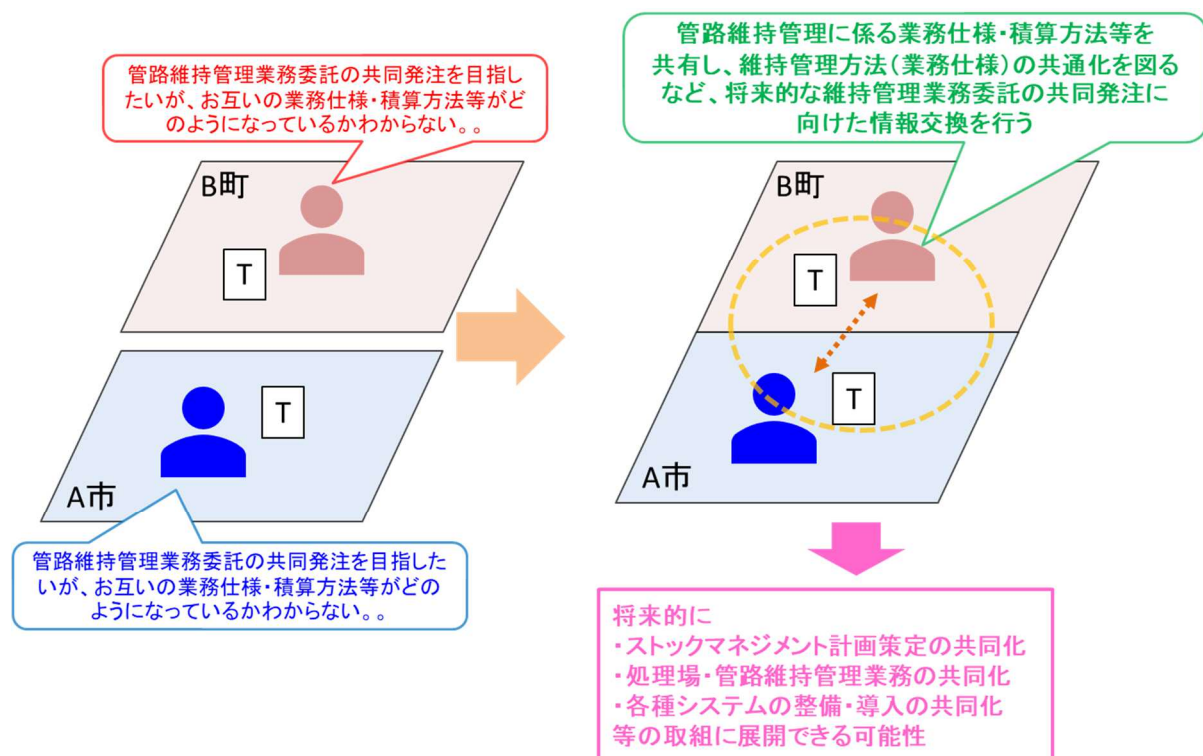 管路維持管理業務委託の共同発注を目指し
たいが、お互いの業務仕様・積算方法等がど
のようになっているかわからない。。
B町
T
T
A市
管路維持管理業務委託の共同発注を目指した
いが、お互いの業務仕様・積算方法等がどの
ようになっているかわからない。。
管路維持管理に係る業務仕様・積算方法等を
共有し、維持管理方法（業務仕様）の共通化を図る
など、将来的な維持管理業務委託の共同発注に
向けた情報交換を行う
B町
T
T
A市
将来的に
・ストックマネジメント計画策定の共同化
・処理場・管路維持管理業務の共同化
・各種システムの整備・導入の共同化
等の取組に展開できる可能性